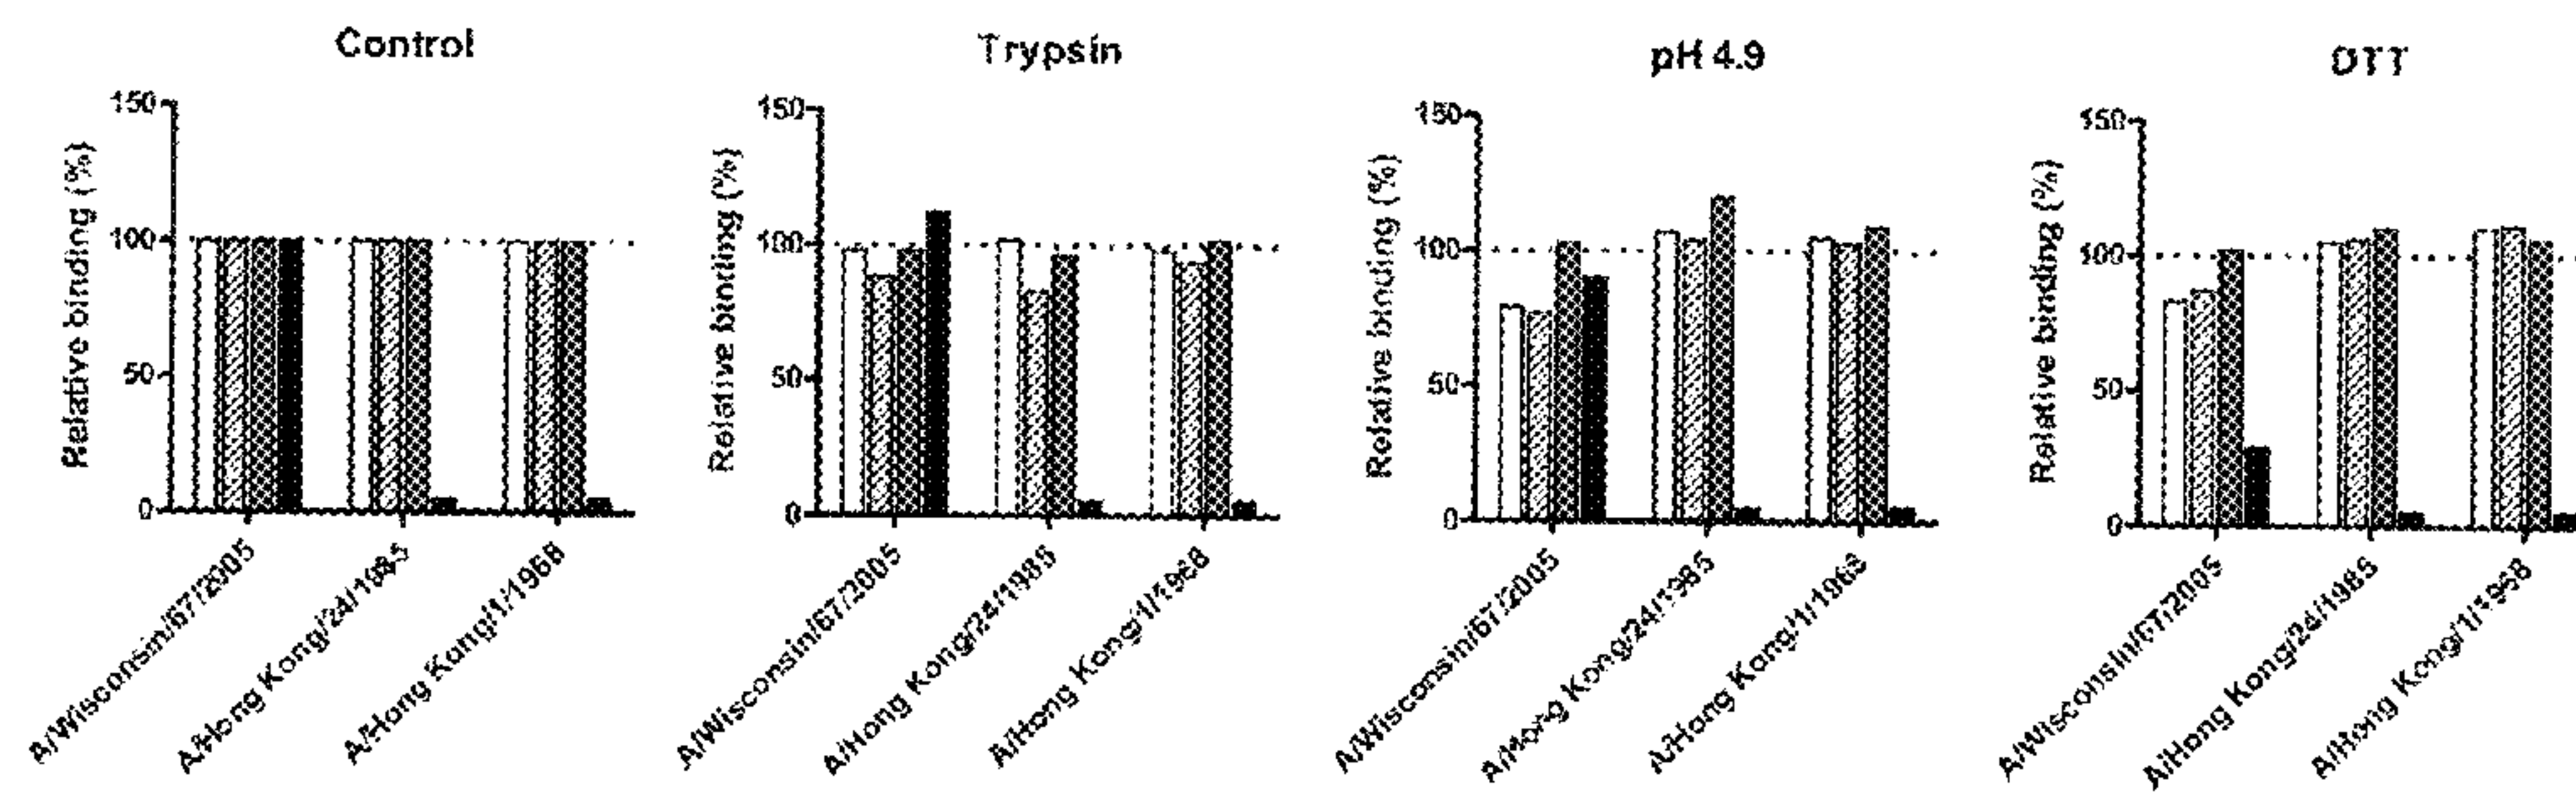 Control
Trypsin
pH 4.9
DTT
150
100
50
0
Relative binding (%)
A/Wisconsin/67/2005
A/Hong Kong/24/1985
A/Hong Kong/1/1968
150
100
50
0
Relative binding (%)
A/Wisconsin/67/2005
A/Hong Kong/24/1985
A/Hong Kong/1/1968
150
100
50
0
Relative binding (%)
A/Wisconsin/67/2005
A/Hong Kong/24/1985
A/Hong Kong/1/1968
150
100
50
0
Relative binding (%)
A/Wisconsin/67/2005
A/Hong Kong/24/1985
A/Hong Kong/1/1968